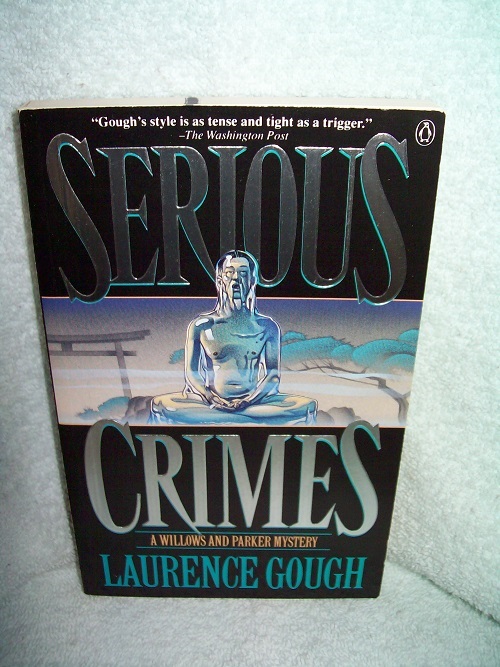 “Gough’s style is as tense and tight as a trigger.”
–The Washington Post
SERIOUS
CRIMES
A WILLOWS AND PARKER MYSTERY
LAURENCE GOUGH